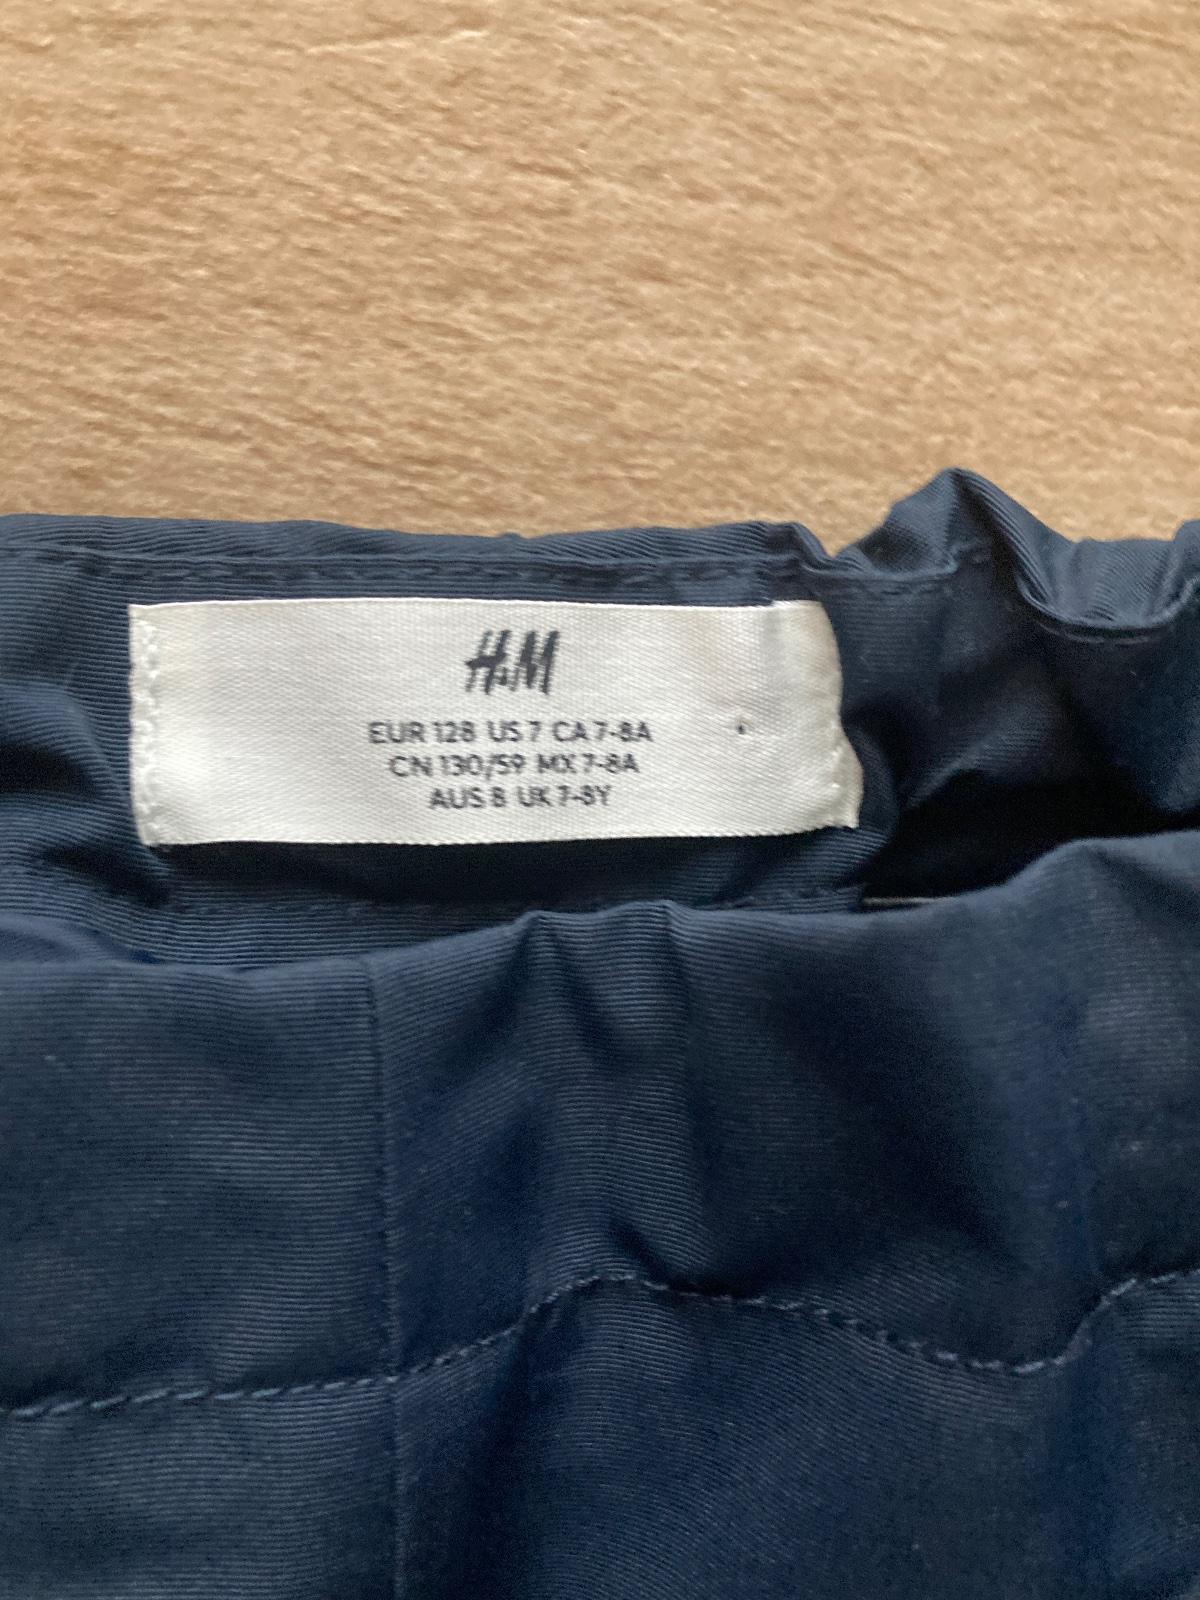 H&M
EUR 128 US 7 CA 7-8A
CN 130/59 MX 7-8A
AUS 8 UK 7-8Y